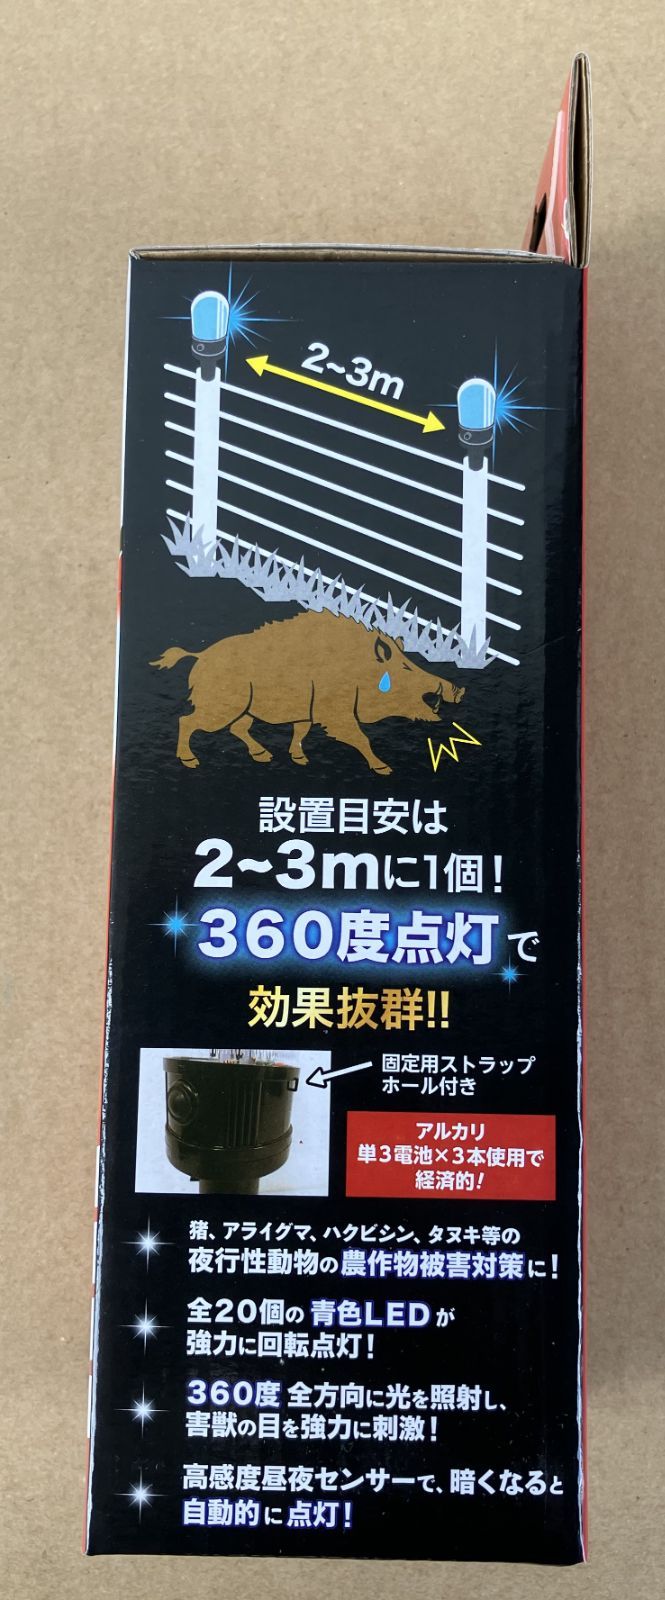 2~3m
設置目安は
2~3mに1個!
360度点灯で
効果抜群!!
固定用ストラップ
ホール付き
アルカリ
単3電池×3本使用で
経済的!
猪、アライグマ、ハクビシン、タヌキ等の
夜行性動物の農作物被害対策に!
全20個の青色LEDが
強力に回転点灯!
360度全方向に光を照射し、
害獣の目を強力に刺激!
高感度昼夜センサーで、暗くなると
自動的に点灯!